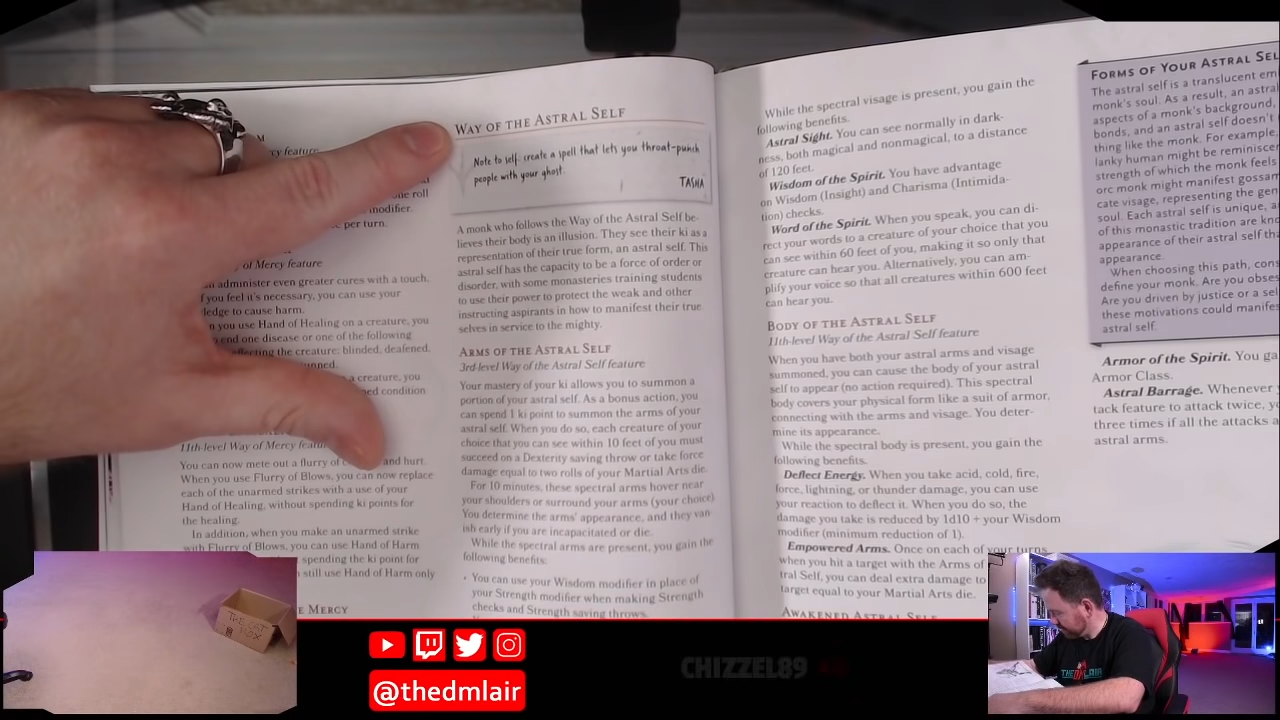 y feature
one roll
modifier.
e per turn.
y of Mercy feature
administer even greater cures with a touch.
f you feel it's necessary, you can use your
ledge to cause harm.
n you use Hand of Healing on a creature, you
end one disease or one of the following
ffecting the creature: blinded, deafened,
unned.
a creature, you
ed condition
11th-level Way of Mercy featur
You can now mete out a flurry of c and hurt.
When you use Flurry of Blows, you can now replace
each of the unarmed strikes with a use of your
Hand of Healing, without spending ki points for
the healing.
In addition, when you make an unarmed strike
with Flurry of Blows, you can use Hand of Harm
spending the ki point for
still use Hand of Harm only
E MERCY
WAY OF THE ASTRAL SELF
Note to self: create a spell that lets you throat-punch
people with your ghost.
TASHA
A monk who follows the Way of the Astral Self be-
lieves their body is an illusion. They see their ki as a
representation of their true form, an astral self. This
astral self has the capacity to be a force of order or
disorder, with some monasteries training students
to use their power to protect the weak and other
instructing aspirants in how to manifest their true
selves in service to the mighty.
ARMS OF THE ASTRAL SELF
3rd-level Way of the Astral Self feature
Your mastery of your ki allows you to summon a
portion of your astral self. As a bonus action, you
can spend 1 ki point to summon the arms of your
astral self. When you do so, each creature of your
choice that you can see within 10 feet of you must
succeed on a Dexterity saving throw or take force
damage equal to two rolls of your Martial Arts die.
For 10 minutes, these spectral arms hover near
your shoulders or surround your arms (your choice).
You determine the arms' appearance, and they van-
ish early if you are incapacitated or die.
While the spectral arms are present, you gain the
following benefits:
• You can use your Wisdom modifier in place of
your Strength modifier when making Strength
checks and Strength saving throws.
While the spectral visage is present, you gain the
following benefits.
Astral Sight. You can see normally in dark-
ness, both magical and nonmagical, to a distance
of 120 feet.
Wisdom of the Spirit. You have advantage
on Wisdom (Insight) and Charisma (Intimida-
tion) checks.
Word of the Spirit. When you speak, you can di-
rect your words to a creature of your choice that you
can see within 60 feet of you, making it so only that
creature can hear you. Alternatively, you can am-
plify your voice so that all creatures within 600 feet
can hear you.
BODY OF THE ASTRAL SELF
11th-level Way of the Astral Self feature
When you have both your astral arms and visage
summoned, you can cause the body of your astral
self to appear (no action required). This spectral
body covers your physical form like a suit of armor,
connecting with the arms and visage. You deter-
mine its appearance.
While the spectral body is present, you gain the
following benefits.
Deflect Energy. When you take acid, cold, fire,
force, lightning, or thunder damage, you can use
your reaction to deflect it. When you do so, the
damage you take is reduced by 1d10 + your Wisdom
modifier (minimum reduction of 1).
Empowered Arms. Once on each of your turns
when you hit a target with the Arms of
tral Self, you can deal extra damage to
target equal to your Martial Arts die.
AWAKENED ASTRAL SELF
FORMS OF YOUR ASTRAL SEL
The astral self is a translucent em
monk's soul. As a result, an astral
aspects of a monk's background,
bonds, and an astral self doesn't
thing like the monk. For example,
lanky human might be reminiscen
strength of which the monk feels
orc monk might manifest gossam
cate visage, representing the gen
soul. Each astral self is unique, a
of this monastic tradition are kno
appearance of their astral self tha
appearance.
When choosing this path, cons
define your monk. Are you obses
Are you driven by justice or a sel
these motivations could manifes
astral self.
Armor of the Spirit. You ga
Armor Class.
Astral Barrage. Whenever y
tack feature to attack twice, y
three times if all the attacks a
astral arms.
THE CAT
BOX
@thedmlair
CHIZZEL89
THE DM LAIR